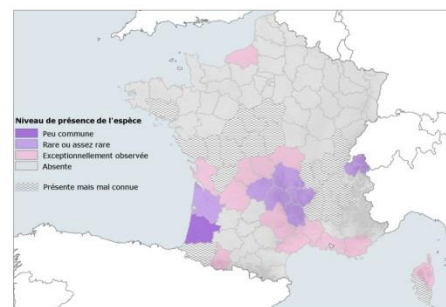 Niveau de présence de l'espèce
Peu commune
Rare ou assez rare
Exceptionnellement observée
Absente
Présente mais mal connue